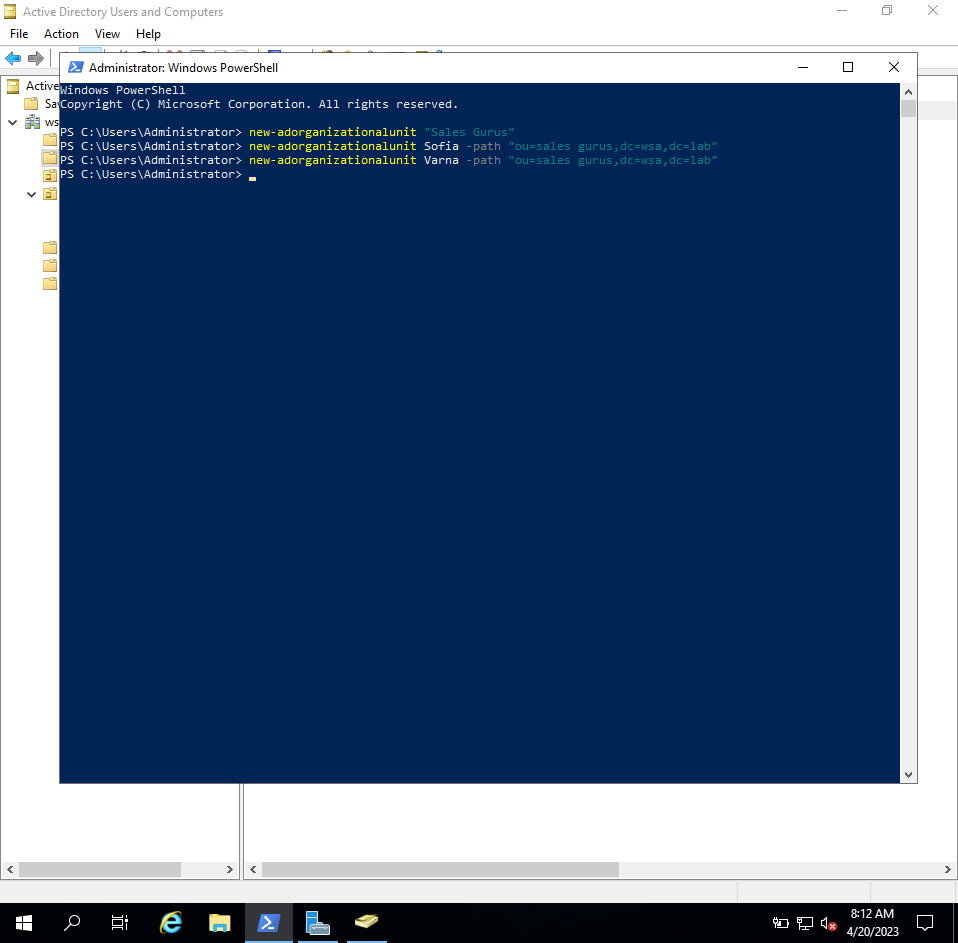 Active Directory Users and Computers
File Action View Help
Administrator: Windows PowerShell
Active
Sav
ws
Windows PowerShell
Copyright (C) Microsoft Corporation. All rights reserved.
PS C:\Users\Administrator> new-adorganizationalunit "Sales Gurus"
PS C:\Users\Administrator> new-adorganizationalunit Sofia -path "ou=sales gurus,dc=wsa,dc=lab"
PS C:\Users\Administrator> new-adorganizationalunit Varna -path "ou=sales gurus,dc=wsa,dc=lab"
PS C:\Users\Administrator>
8:12 AM
4/20/2023